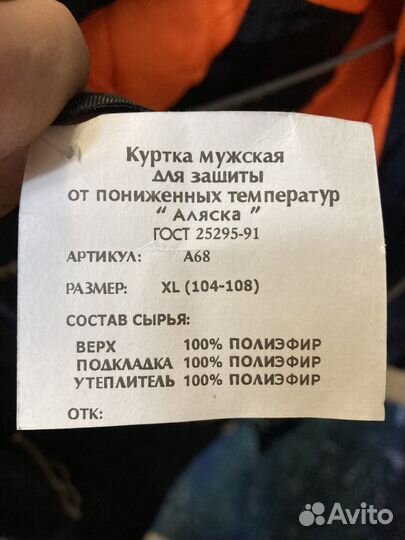 Куртка мужская
для защиты
от пониженных температур
“ Аляска ”
ГОСТ 25295-91
АРТИКУЛ: А68
РАЗМЕР: XL (104-108)
СОСТАВ СЫРЬЯ:
ВЕРХ 100% ПОЛИЭФИР
ПОДКЛАДКА 100% ПОЛИЭФИР
УТЕПЛИТЕЛЬ 100% ПОЛИЭФИР
ОТК:
Avito